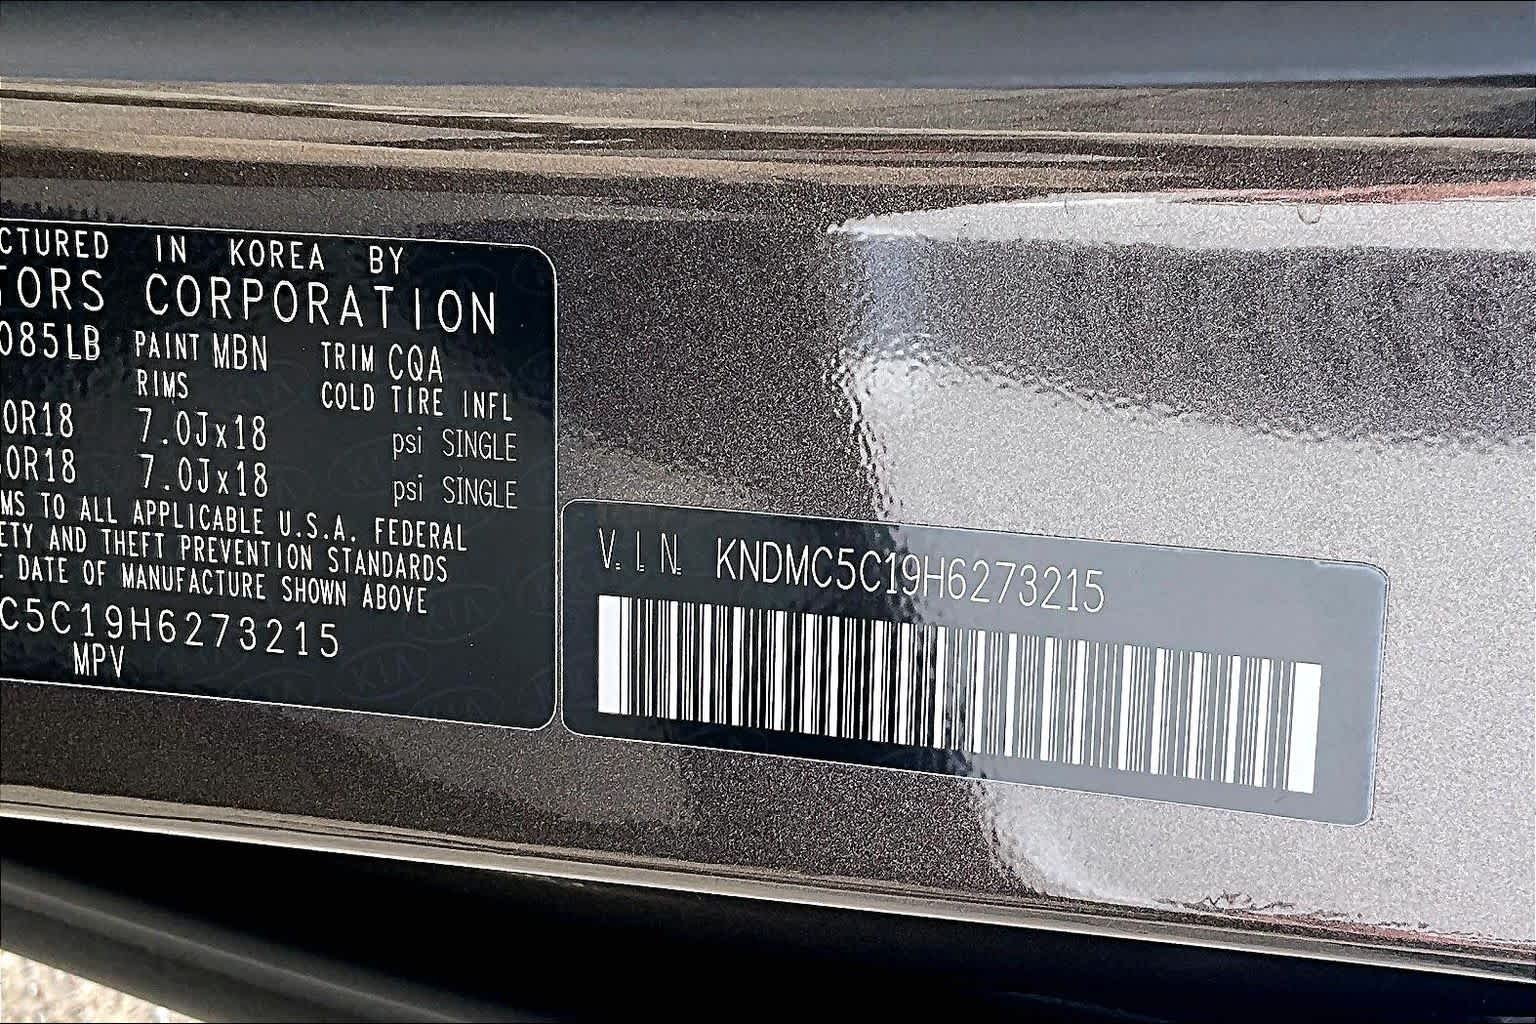 CTURED IN KOREA BY
TORS CORPORATION
085LB PAINT MBN TRIM CQA
RIMS COLD TIRE INFL
0R18 7.0Jx18 psi SINGLE
0R18 7.0Jx18 psi SINGLE
MS TO ALL APPLICABLE U.S.A. FEDERAL
ETY AND THEFT PREVENTION STANDARDS
E DATE OF MANUFACTURE SHOWN ABOVE
C5C19H6273215
MPV
V.I.N. KNDMC5C19H6273215
KIA